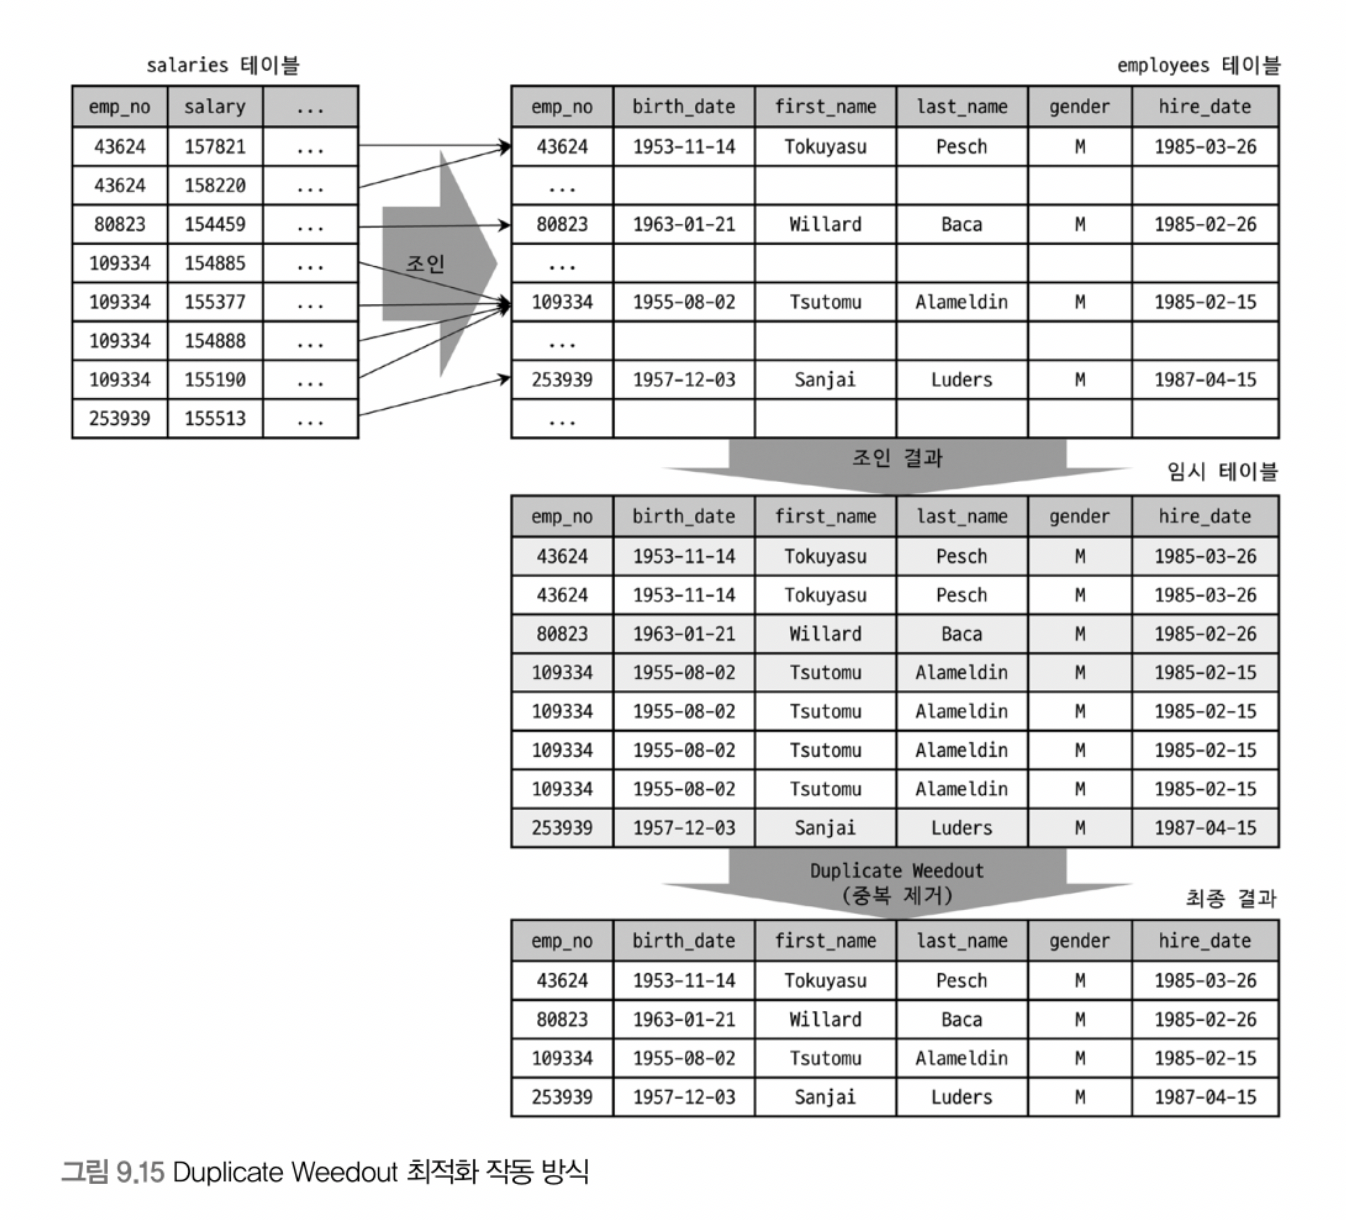 salaries 테이블
emp_no salary ...
43624 157821 ...
43624 158220 ...
80823 154459 ...
109334 154885 ...
109334 155377 ...
109334 154888 ...
109334 155190 ...
253939 155513 ...
조인
employees 테이블
emp_no birth_date first_name last_name gender hire_date
43624 1953-11-14 Tokuyasu Pesch M 1985-03-26
...
80823 1963-01-21 Willard Baca M 1985-02-26
...
109334 1955-08-02 Tsutomu Alameldin M 1985-02-15
...
253939 1957-12-03 Sanjai Luders M 1987-04-15
...
조인 결과
임시 테이블
emp_no birth_date first_name last_name gender hire_date
43624 1953-11-14 Tokuyasu Pesch M 1985-03-26
43624 1953-11-14 Tokuyasu Pesch M 1985-03-26
80823 1963-01-21 Willard Baca M 1985-02-26
109334 1955-08-02 Tsutomu Alameldin M 1985-02-15
109334 1955-08-02 Tsutomu Alameldin M 1985-02-15
109334 1955-08-02 Tsutomu Alameldin M 1985-02-15
109334 1955-08-02 Tsutomu Alameldin M 1985-02-15
253939 1957-12-03 Sanjai Luders M 1987-04-15
Duplicate Weedout
(중복 제거)
최종 결과
emp_no birth_date first_name last_name gender hire_date
43624 1953-11-14 Tokuyasu Pesch M 1985-03-26
80823 1963-01-21 Willard Baca M 1985-02-26
109334 1955-08-02 Tsutomu Alameldin M 1985-02-15
253939 1957-12-03 Sanjai Luders M 1987-04-15
그림 9.15 Duplicate Weedout 최적화 작동 방식